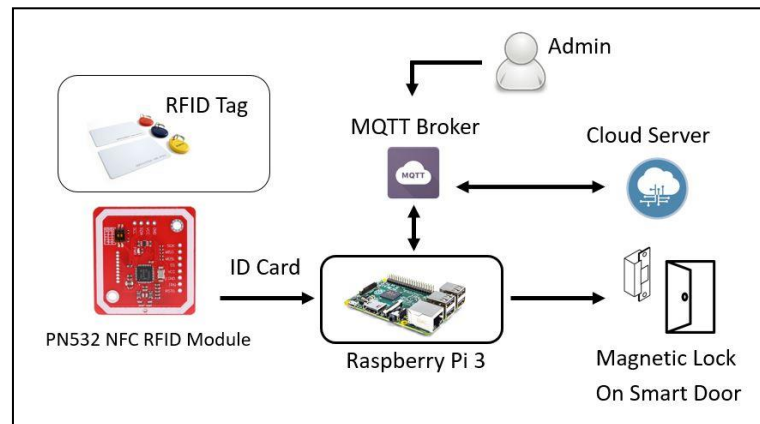 Admin
RFID Tag
MQTT Broker
Cloud Server
MQTT
ID Card
PN532 NFC RFID Module
Raspberry Pi 3
Magnetic Lock
On Smart Door